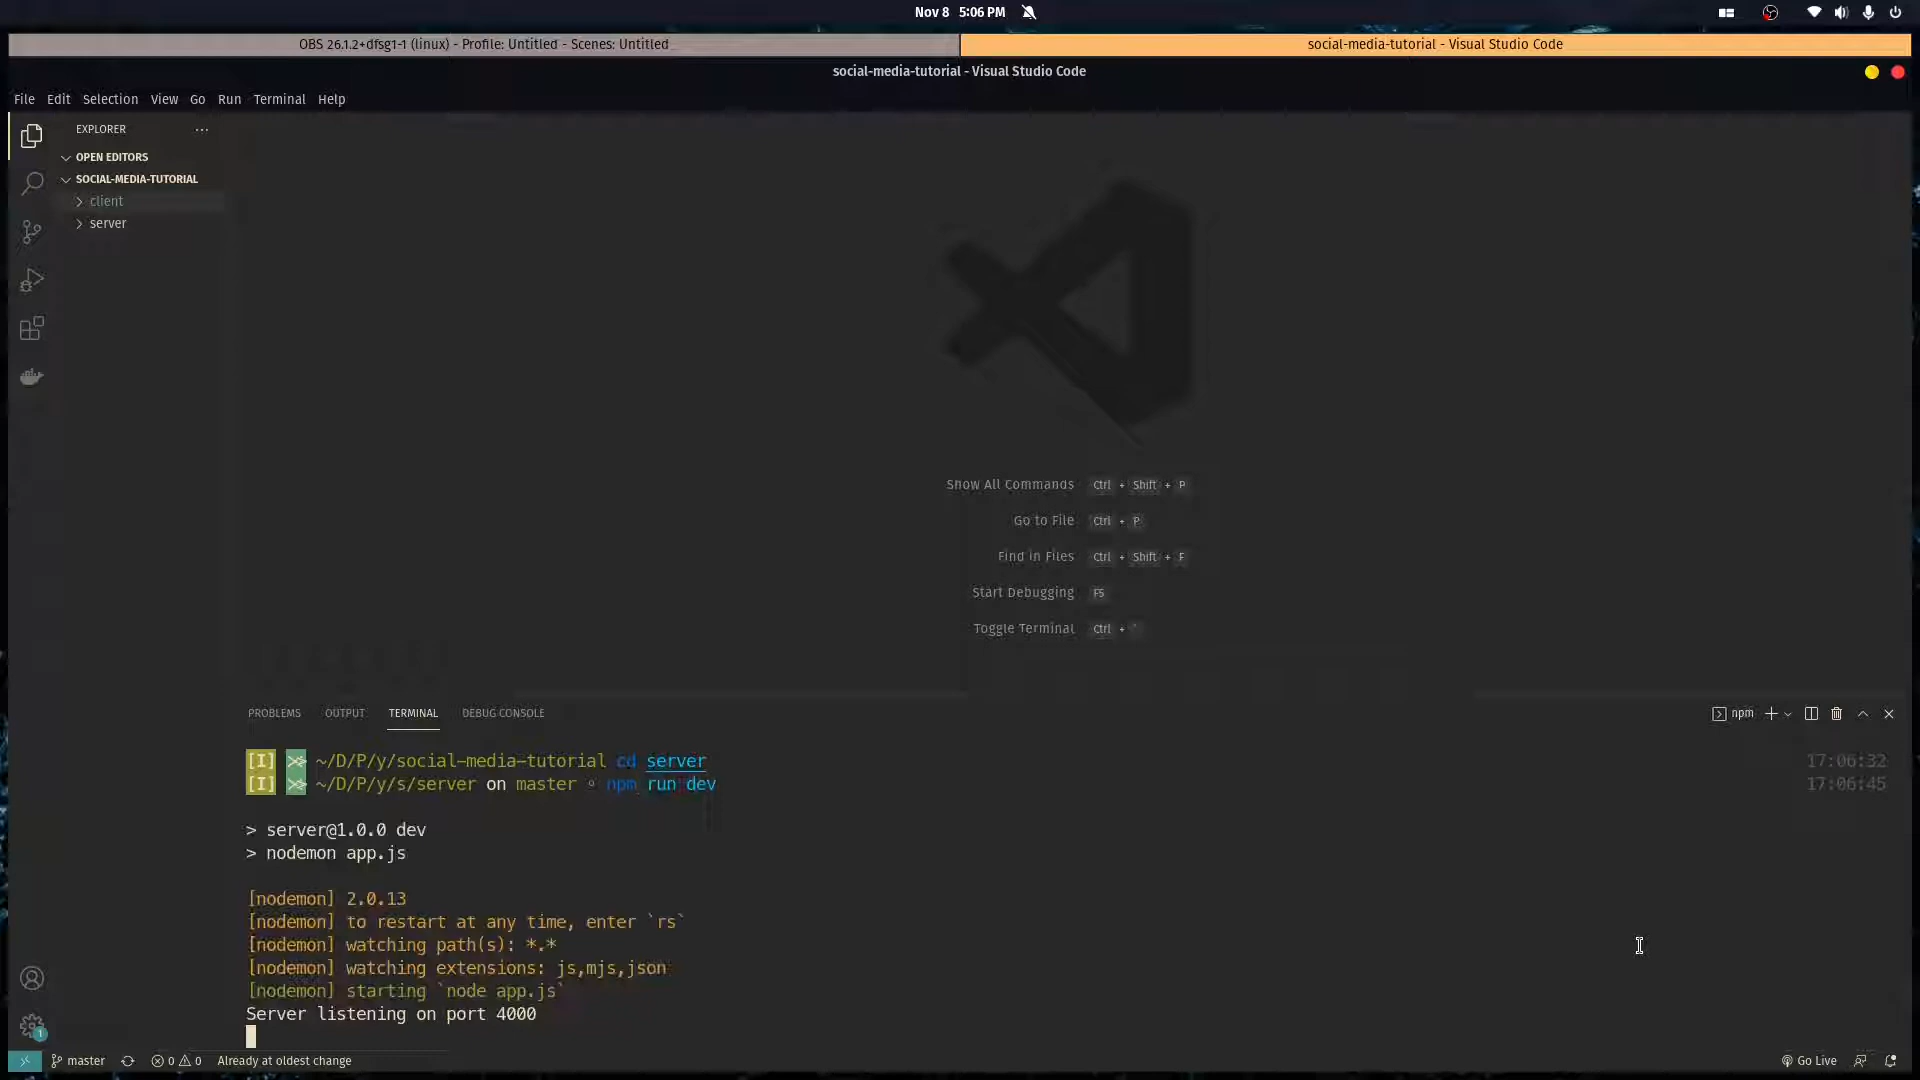 Nov 8 5:06 PM
OBS 26.1.2+dfsg1-1 (linux) - Profile: Untitled - Scenes: Untitled
social-media-tutorial - Visual Studio Code
social-media-tutorial - Visual Studio Code
File Edit Selection View Go Run Terminal Help
EXPLORER
OPEN EDITORS
SOCIAL-MEDIA-TUTORIAL
client
server
Show All Commands Ctrl + Shift + P
Go to File Ctrl + P
Find in Files Ctrl + Shift + F
Start Debugging F5
Toggle Terminal Ctrl + `
PROBLEMS OUTPUT TERMINAL DEBUG CONSOLE
npm
[I] ~/D/P/y/social-media-tutorial cd server 17:06:32
[I] ~/D/P/y/s/server on master ◦ npm run dev 17:06:45
> server@1.0.0 dev
> nodemon app.js
[nodemon] 2.0.13
[nodemon] to restart at any time, enter `rs`
[nodemon] watching path(s): *.*
[nodemon] watching extensions: js,mjs,json
[nodemon] starting `node app.js`
Server listening on port 4000
1
master 0 0 Already at oldest change
Go Live